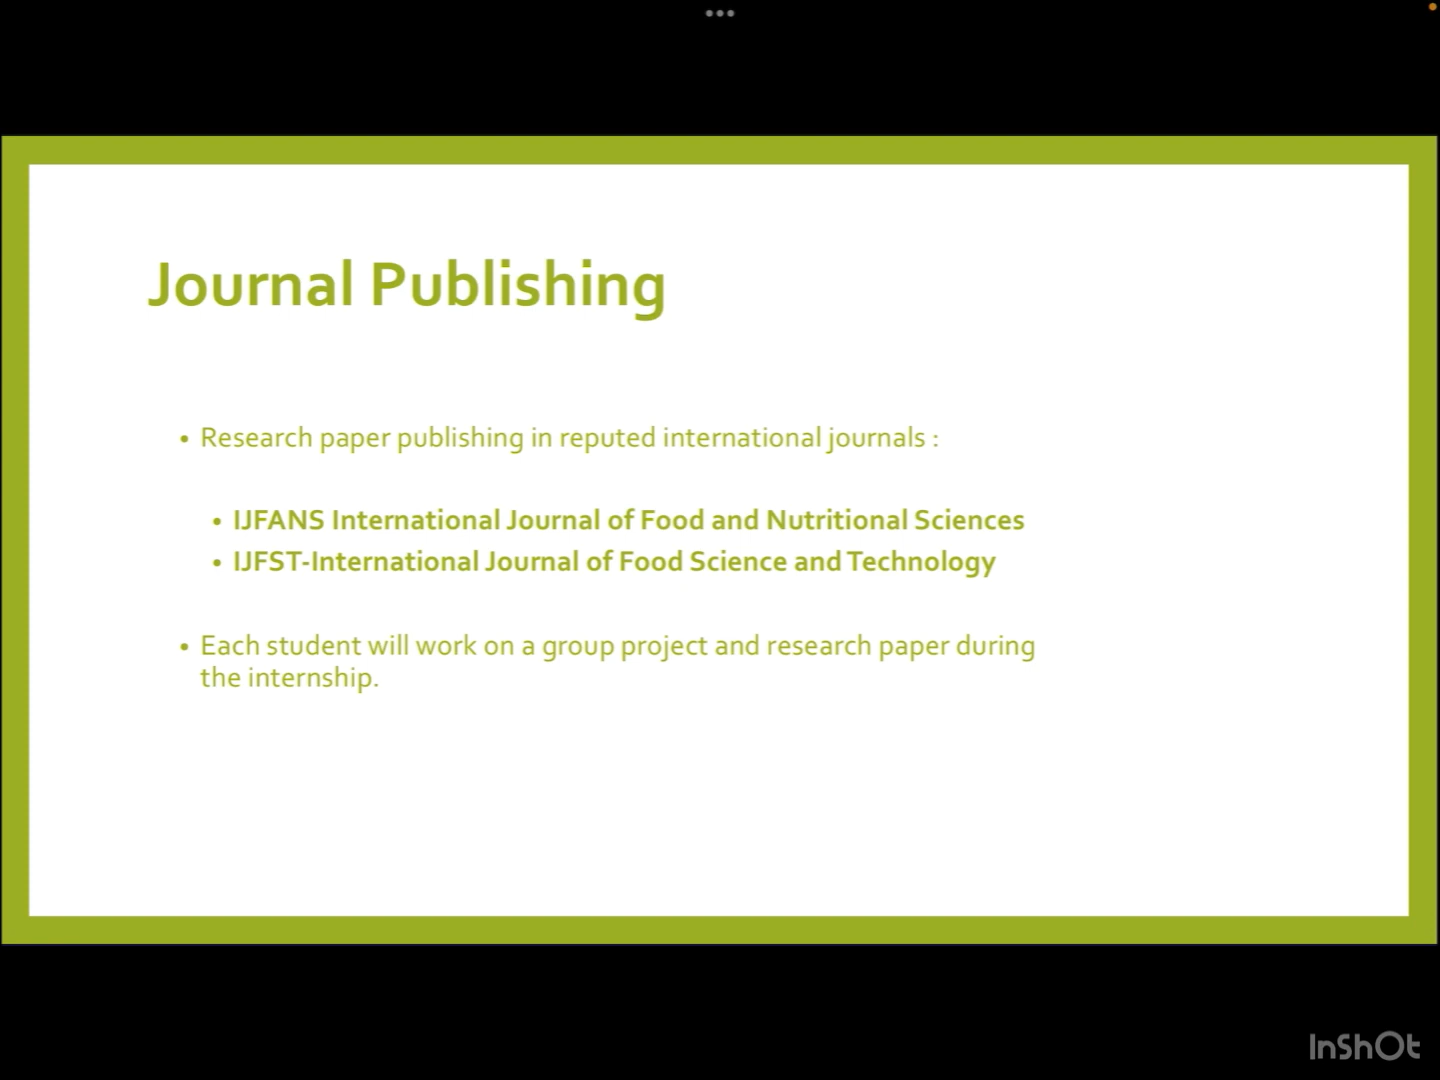 Journal Publishing
• Research paper publishing in reputed international journals :
• IJFANS International Journal of Food and Nutritional Sciences
• IJFST-International Journal of Food Science and Technology
• Each student will work on a group project and research paper during
the internship.
InShOt